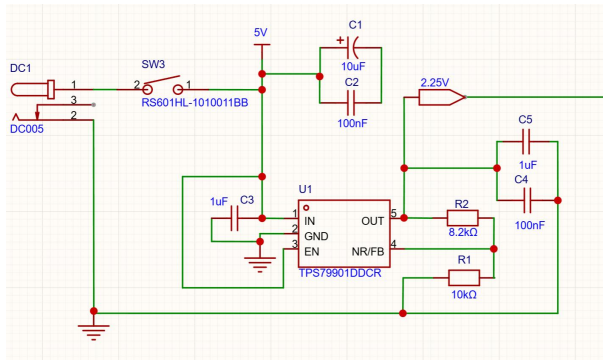 5V
C1
+
10uF
C2
100nF
DC1
1
3
2
DC005
SW3
2
1
RS601HL-1010011BB
2.25V
C5
1uF
C4
100nF
1uF
C3
U1
1
IN
2
GND
3
EN
OUT
5
NR/FB
4
TPS79901DDCR
R2
8.2kΩ
R1
10kΩ